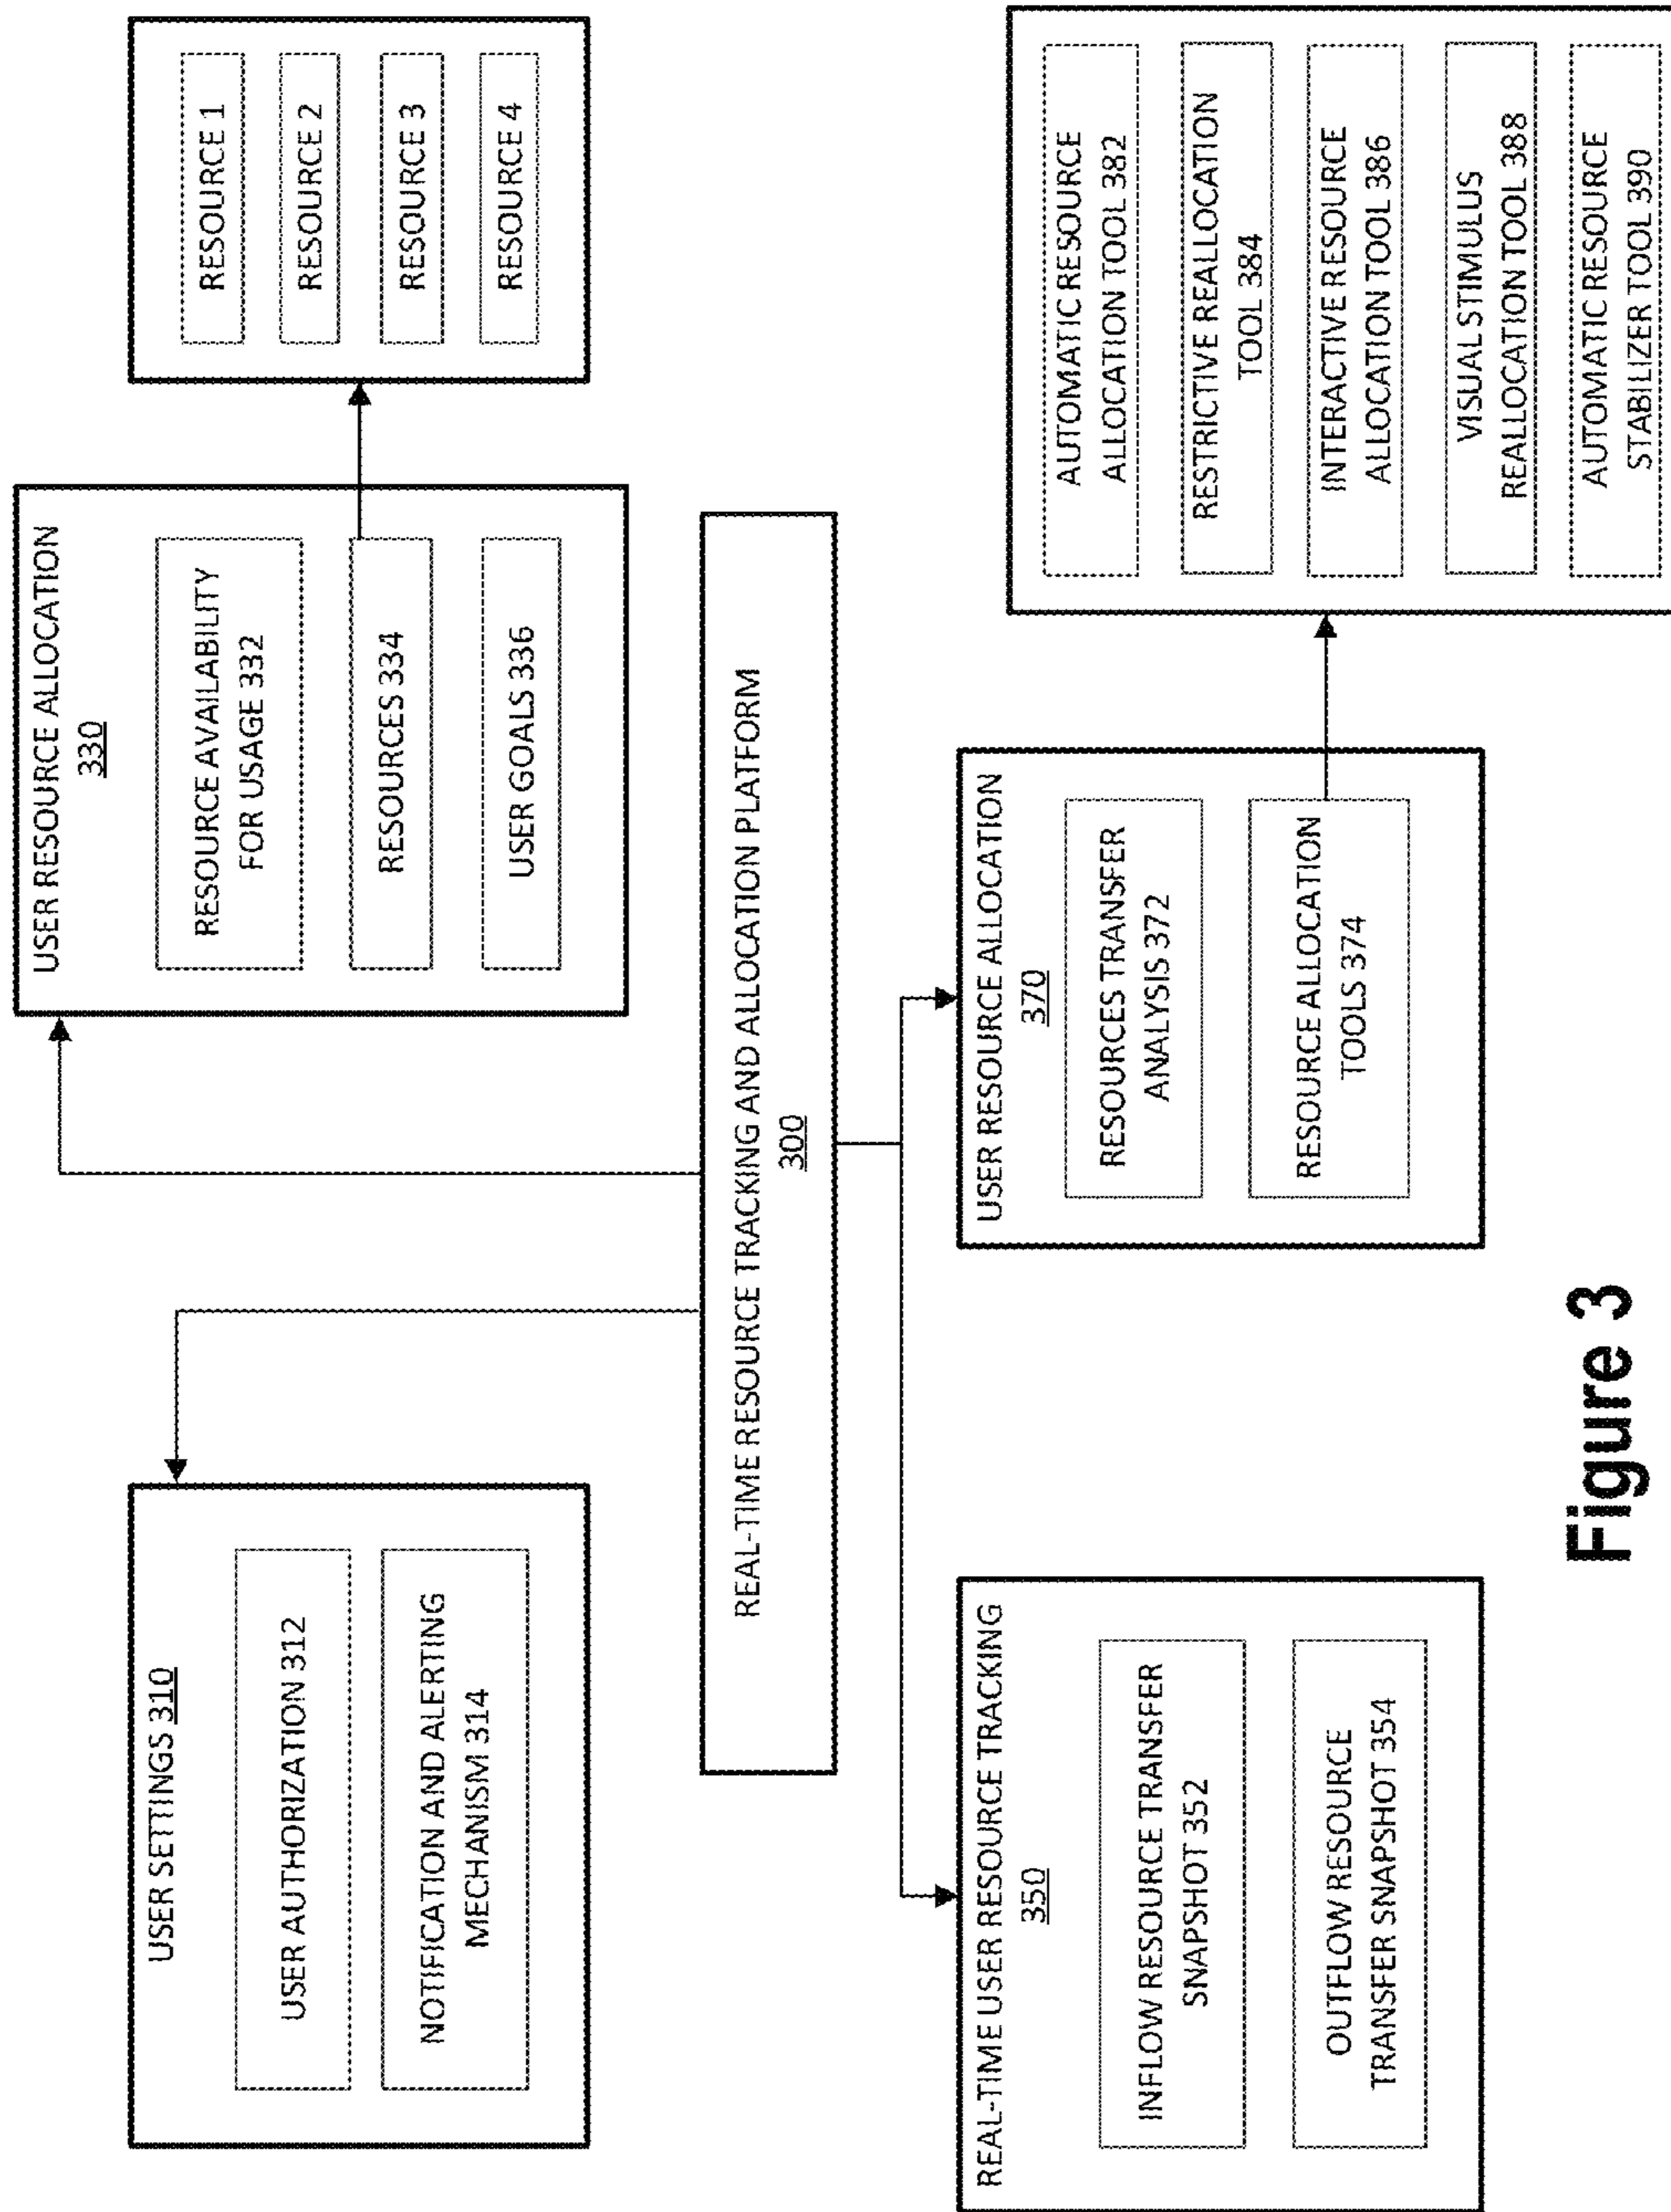 USER SETTINGS 310
USER AUTHORIZATION 312
NOTIFICATION AND ALERTING
MECHANISM 314
USER RESOURCE ALLOCATION
330
RESOURCE AVAILABILITY
FOR USAGE 332
RESOURCES 334
USER GOALS 336
RESOURCE 1
RESOURCE 2
RESOURCE 3
RESOURCE 4
REAL-TIME RESOURCE TRACKING AND ALLOCATION PLATFORM
300
REAL-TIME USER RESOURCE TRACKING
350
INFLOW RESOURCE TRANSFER
SNAPSHOT 352
OUTFLOW RESOURCE
TRANSFER SNAPSHOT 354
USER RESOURCE ALLOCATION
370
RESOURCES TRANSFER
ANALYSIS 372
RESOURCE ALLOCATION
TOOLS 374
AUTOMATIC RESOURCE
ALLOCATION TOOL 382
RESTRICTIVE REALLOCATION
TOOL 384
INTERACTIVE RESOURCE
ALLOCATION TOOL 386
VISUAL STIMULUS
REALLOCATION TOOL 388
AUTOMATIC RESOURCE
STABILIZER TOOL 390
Figure 3